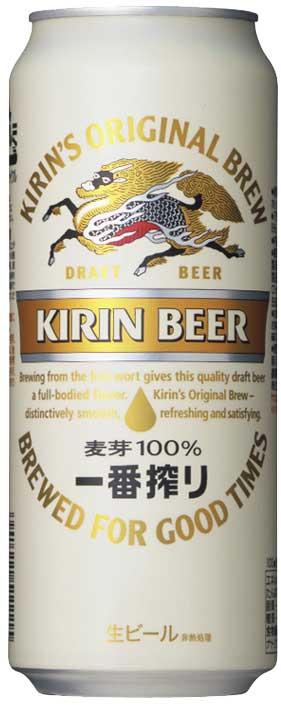 KIRIN'S ORIGINAL BREW
DRAFT BEER
KIRIN BEER
Brewing from the first wort gives this quality draft beer
a full-bodied flavor. Kirin's Original Brew–
distinctively smooth, refreshing and satisfying.
麦芽100%
一番搾り
BREWED FOR GOOD TIMES
生ビール 非熱処理